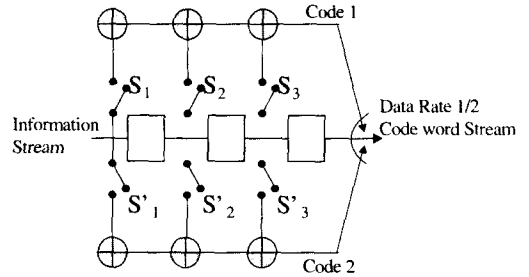 Code 1
S₁ S₂ S₃
Information
Stream
Data Rate 1/2
Code word Stream
S'₁ S'₂ S'₃
Code 2